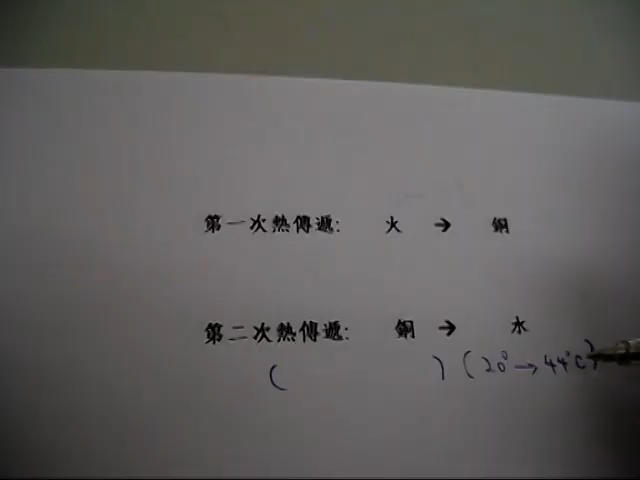 第一次熱傳遞: 火 → 銅
第二次熱傳遞: 銅 → 水
( ) (20° → 44°C)